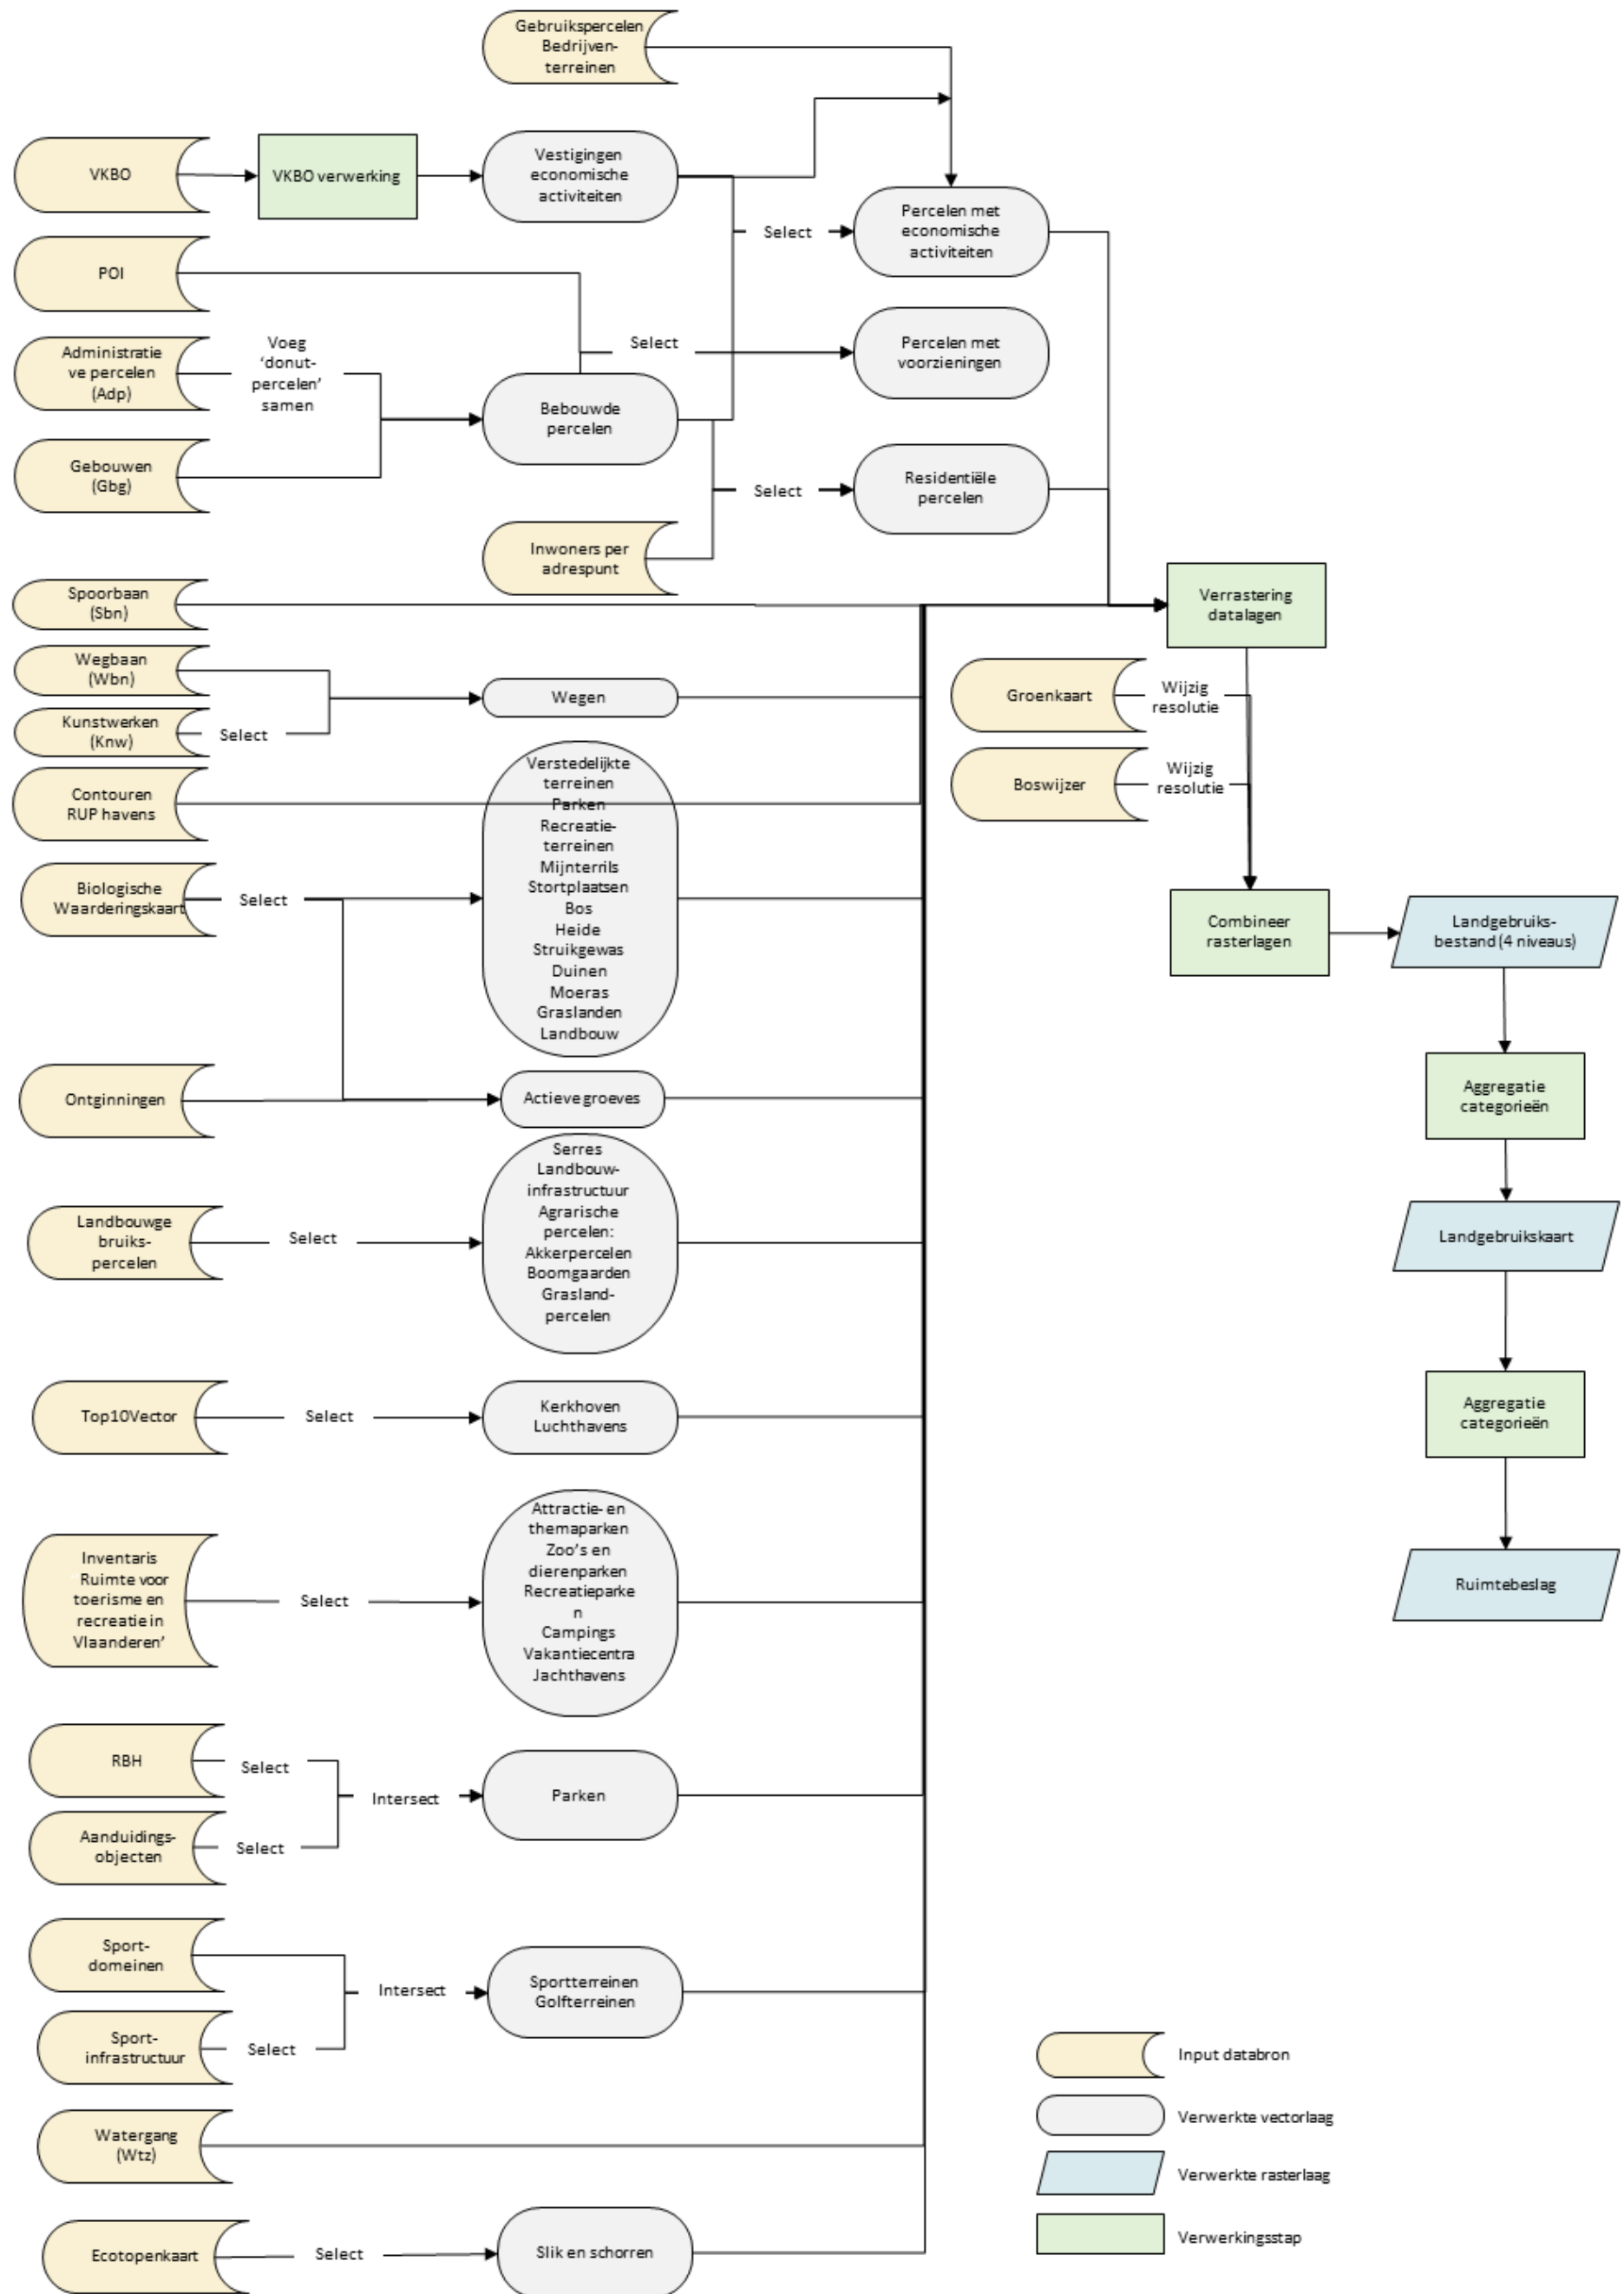 Gebruikspercelen
Bedrijven-
terreinen
VKBO
VKBO verwerking
Vestigingen
economische
activiteiten
Select
Percelen met
economische
activiteiten
POI
Select
Percelen met
voorzieningen
Administratie
ve percelen
(Adp)
Voeg
‘donut-
percelen’
samen
Bebouwde
percelen
Gebouwen
(Gbg)
Select
Residentiële
percelen
Inwoners per
adrespunt
Spoorbaan
(Sbn)
Verrastering
datalagen
Wegbaan
(Wbn)
Wegen
Kunstwerken
(Knw)
Select
Groenkaart
Wijzig
resolutie
Boswijzer
Wijzig
resolutie
Contouren
RUP havens
Biologische
Waarderingskaart
Select
Verstedelijkte
terreinen
Parken
Recreatie-
terreinen
Mijnterrils
Stortplaatsen
Bos
Heide
Struikgewas
Duinen
Moeras
Graslanden
Landbouw
Combineer
rasterlagen
Landgebruiks-
bestand (4 niveaus)
Ontginningen
Actieve groeves
Aggregatie
categorieën
Landbouwge
bruiks-
percelen
Select
Serres
Landbouw-
infrastructuur
Agrarische
percelen:
Akkerpercelen
Boomgaarden
Grasland-
percelen
Landgebruikskaart
Top10Vector
Select
Kerkhoven
Luchthavens
Aggregatie
categorieën
Inventaris
Ruimte voor
toerisme en
recreatie in
Vlaanderen’
Select
Attractie- en
themaparken
Zoo’s en
dierenparken
Recreatieparke
n
Campings
Vakantiecentra
Jachthavens
Ruimtebeslag
RBH
Select
Intersect
Parken
Aanduidings-
objecten
Select
Sport-
domeinen
Intersect
Sportterreinen
Golfterreinen
Sport-
infrastructuur
Select
Watergang
(Wtz)
Ecotopenkaart
Select
Slik en schorren
Input databron
Verwerkte vectorlaag
Verwerkte rasterlaag
Verwerkingsstap